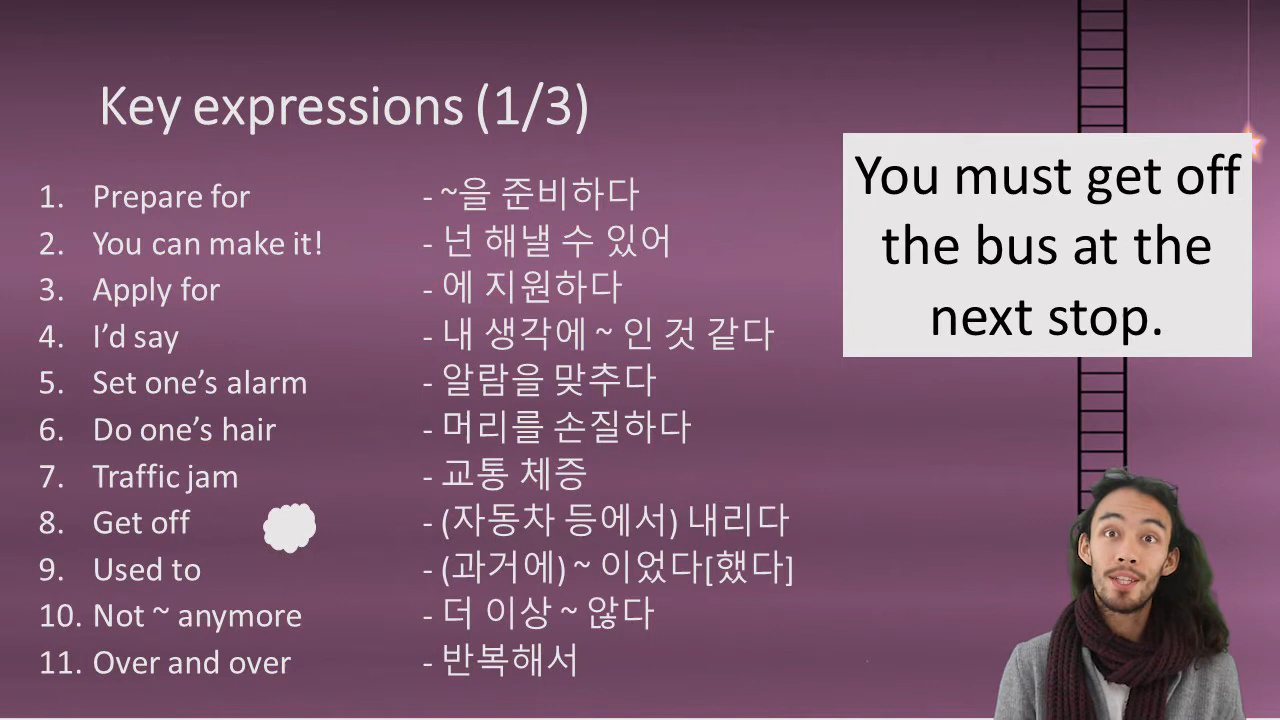 Key expressions (1/3)
1. Prepare for - ~을 준비하다
2. You can make it! - 넌 해낼 수 있어
3. Apply for - 에 지원하다
4. I’d say - 내 생각에 ~ 인 것 같다
5. Set one’s alarm - 알람을 맞추다
6. Do one’s hair - 머리를 손질하다
7. Traffic jam - 교통 체증
8. Get off - (자동차 등에서) 내리다
9. Used to - (과거에) ~ 이었다[했다]
10. Not ~ anymore - 더 이상 ~ 않다
11. Over and over - 반복해서
You must get off
the bus at the
next stop.